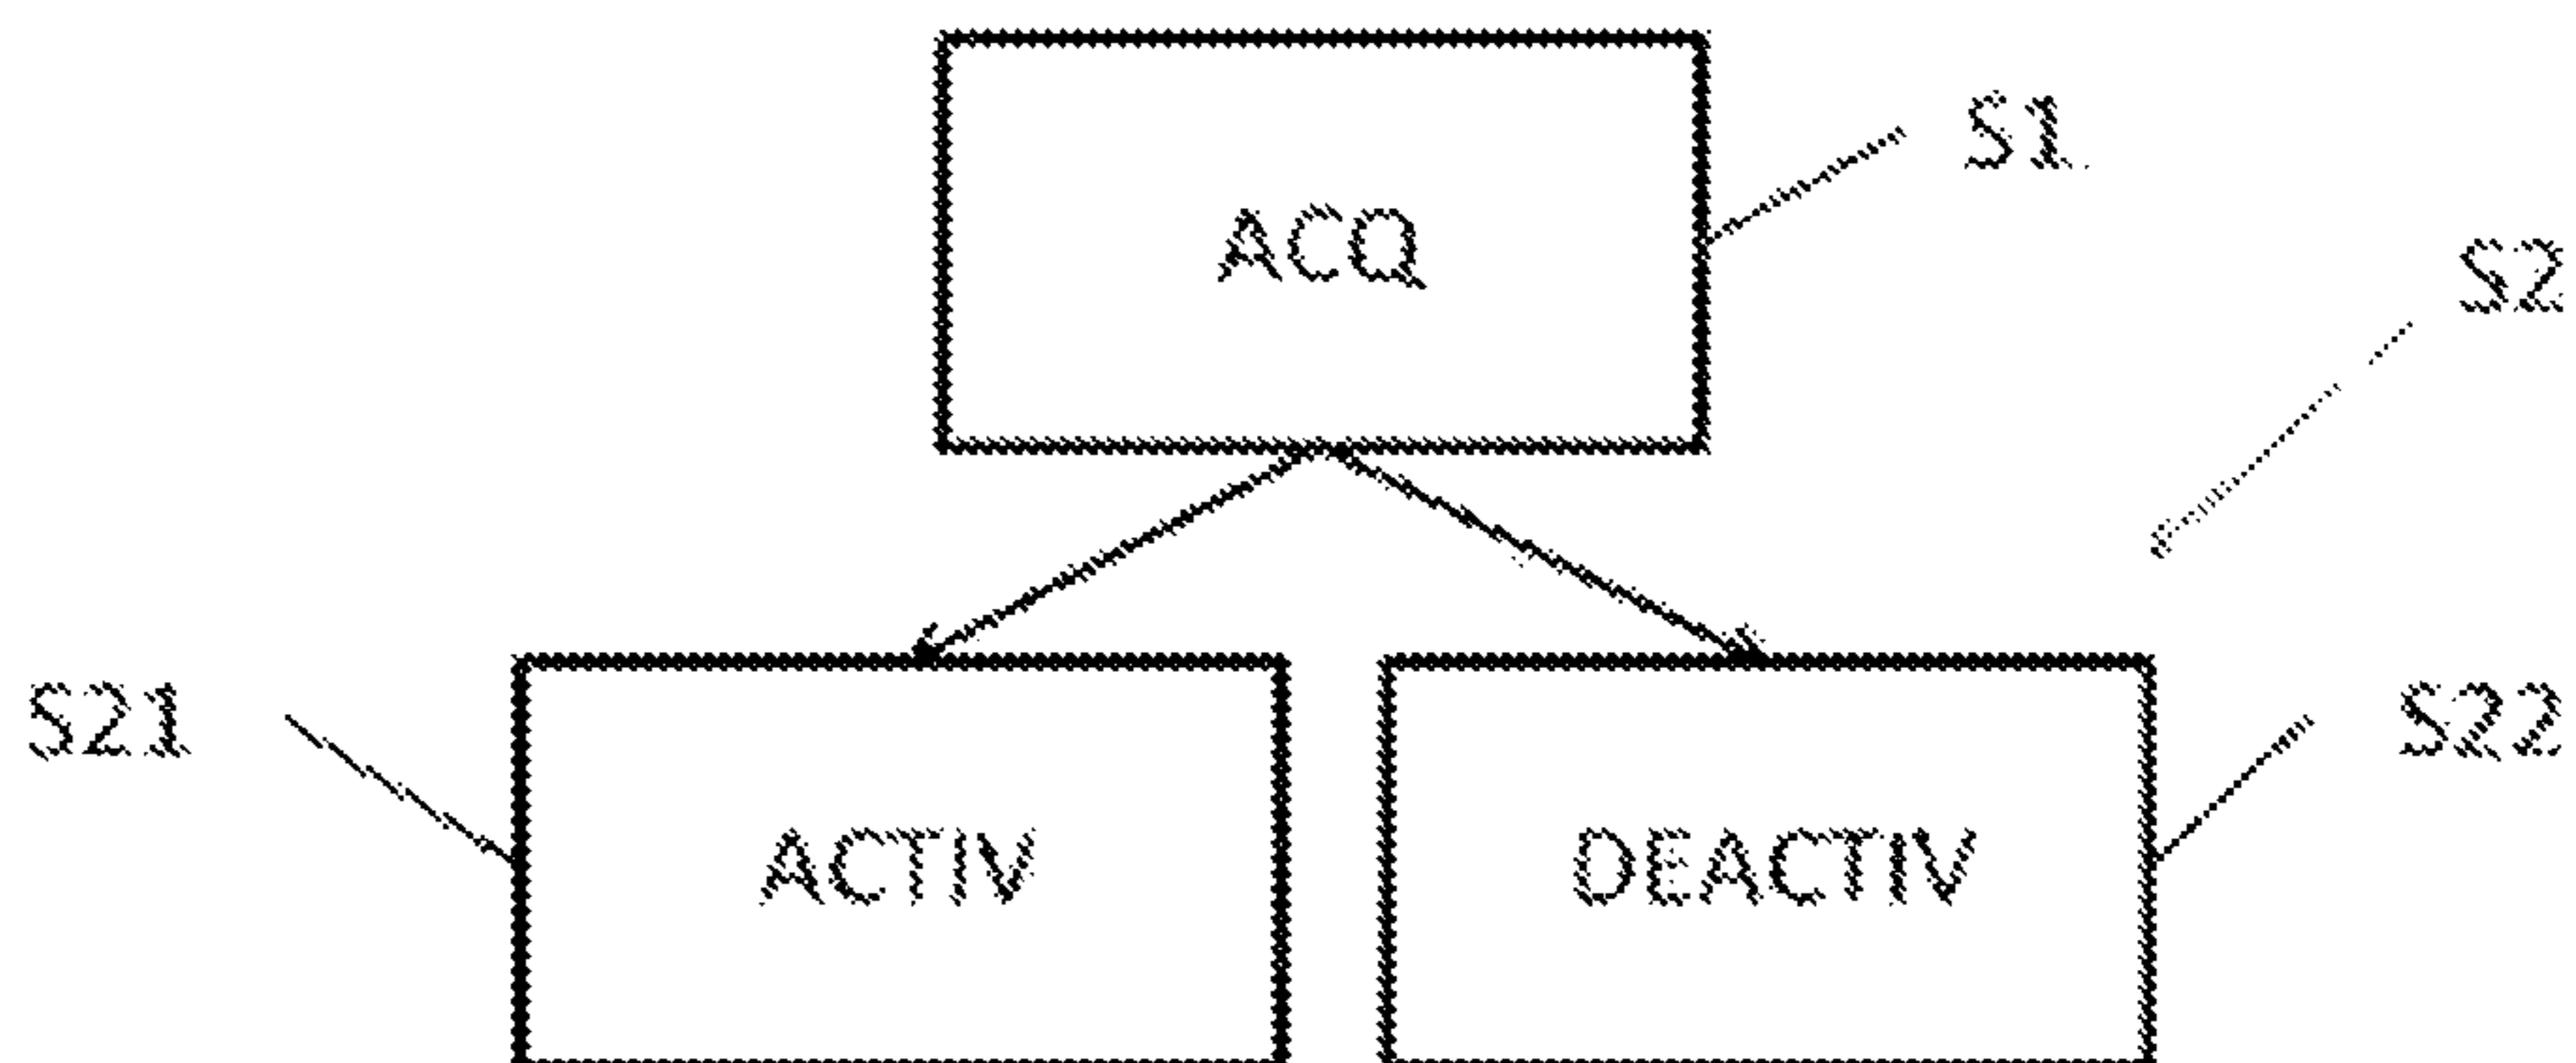 S1
ACQ
S2
S21
S22
ACTIV
DEACTIV